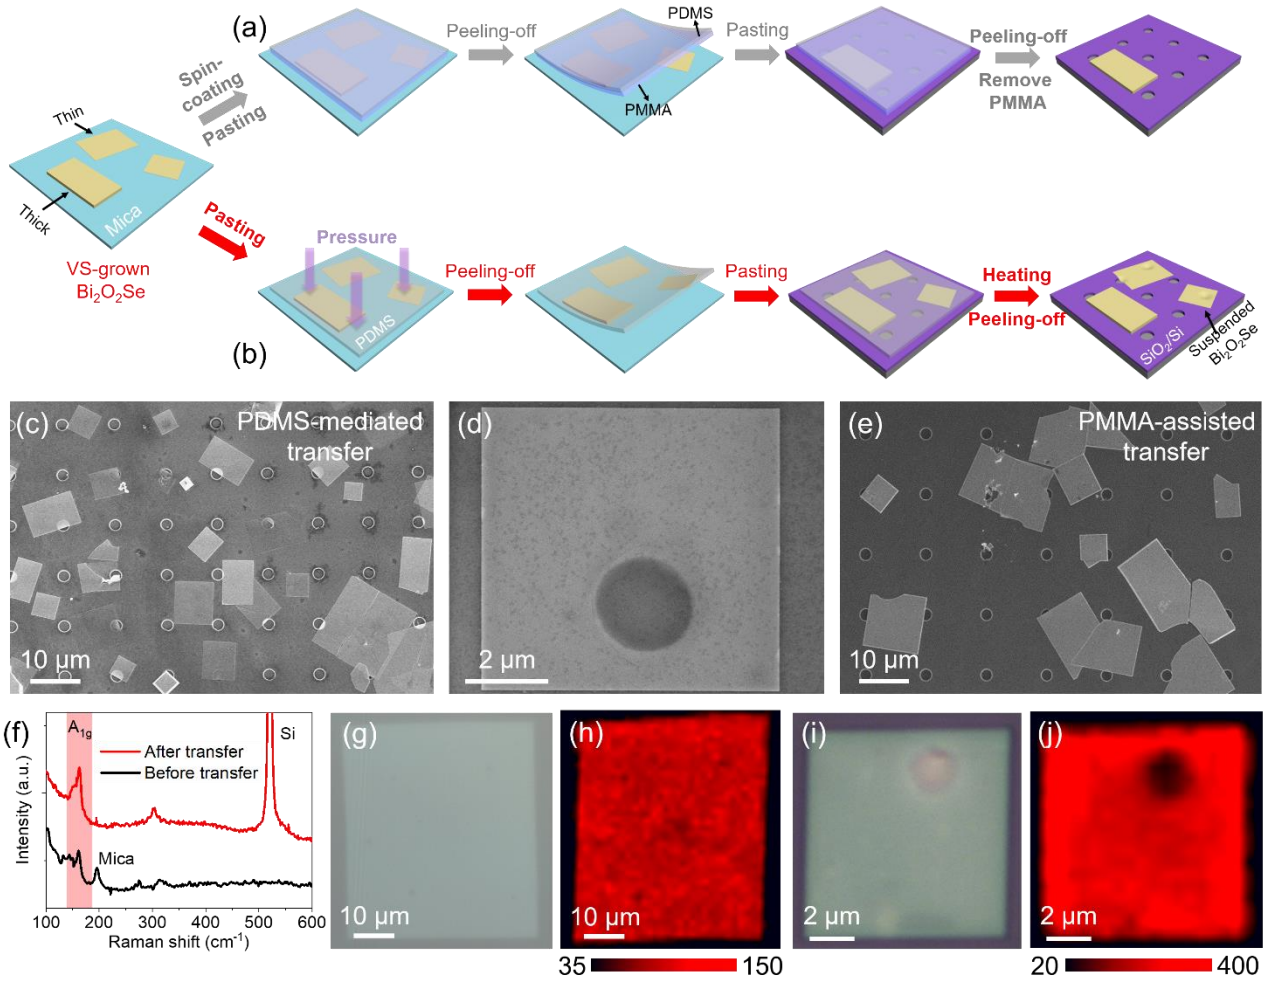 (a)
Spin-
coating
Pasting
Peeling-off
PDMS
PMMA
Pasting
Peeling-off
Remove
PMMA
Thin
Thick
Mica
VS-grown
Bi₂O₂Se
Pasting
(b)
Pressure
PDMS
Peeling-off
Pasting
Heating
Peeling-off
SiO₂/Si
Suspended
Bi₂O₂Se
(c)
PDMS-mediated
transfer
10 μm
(d)
2 μm
(e)
PMMA-assisted
transfer
10 μm
(f)
A₁g
Si
After transfer
Before transfer
Mica
Intensity (a.u.)
100 200 300 400 500 600
Raman shift (cm⁻¹)
(g)
10 μm
(h)
10 μm
35 150
(i)
2 μm
(j)
2 μm
20 400